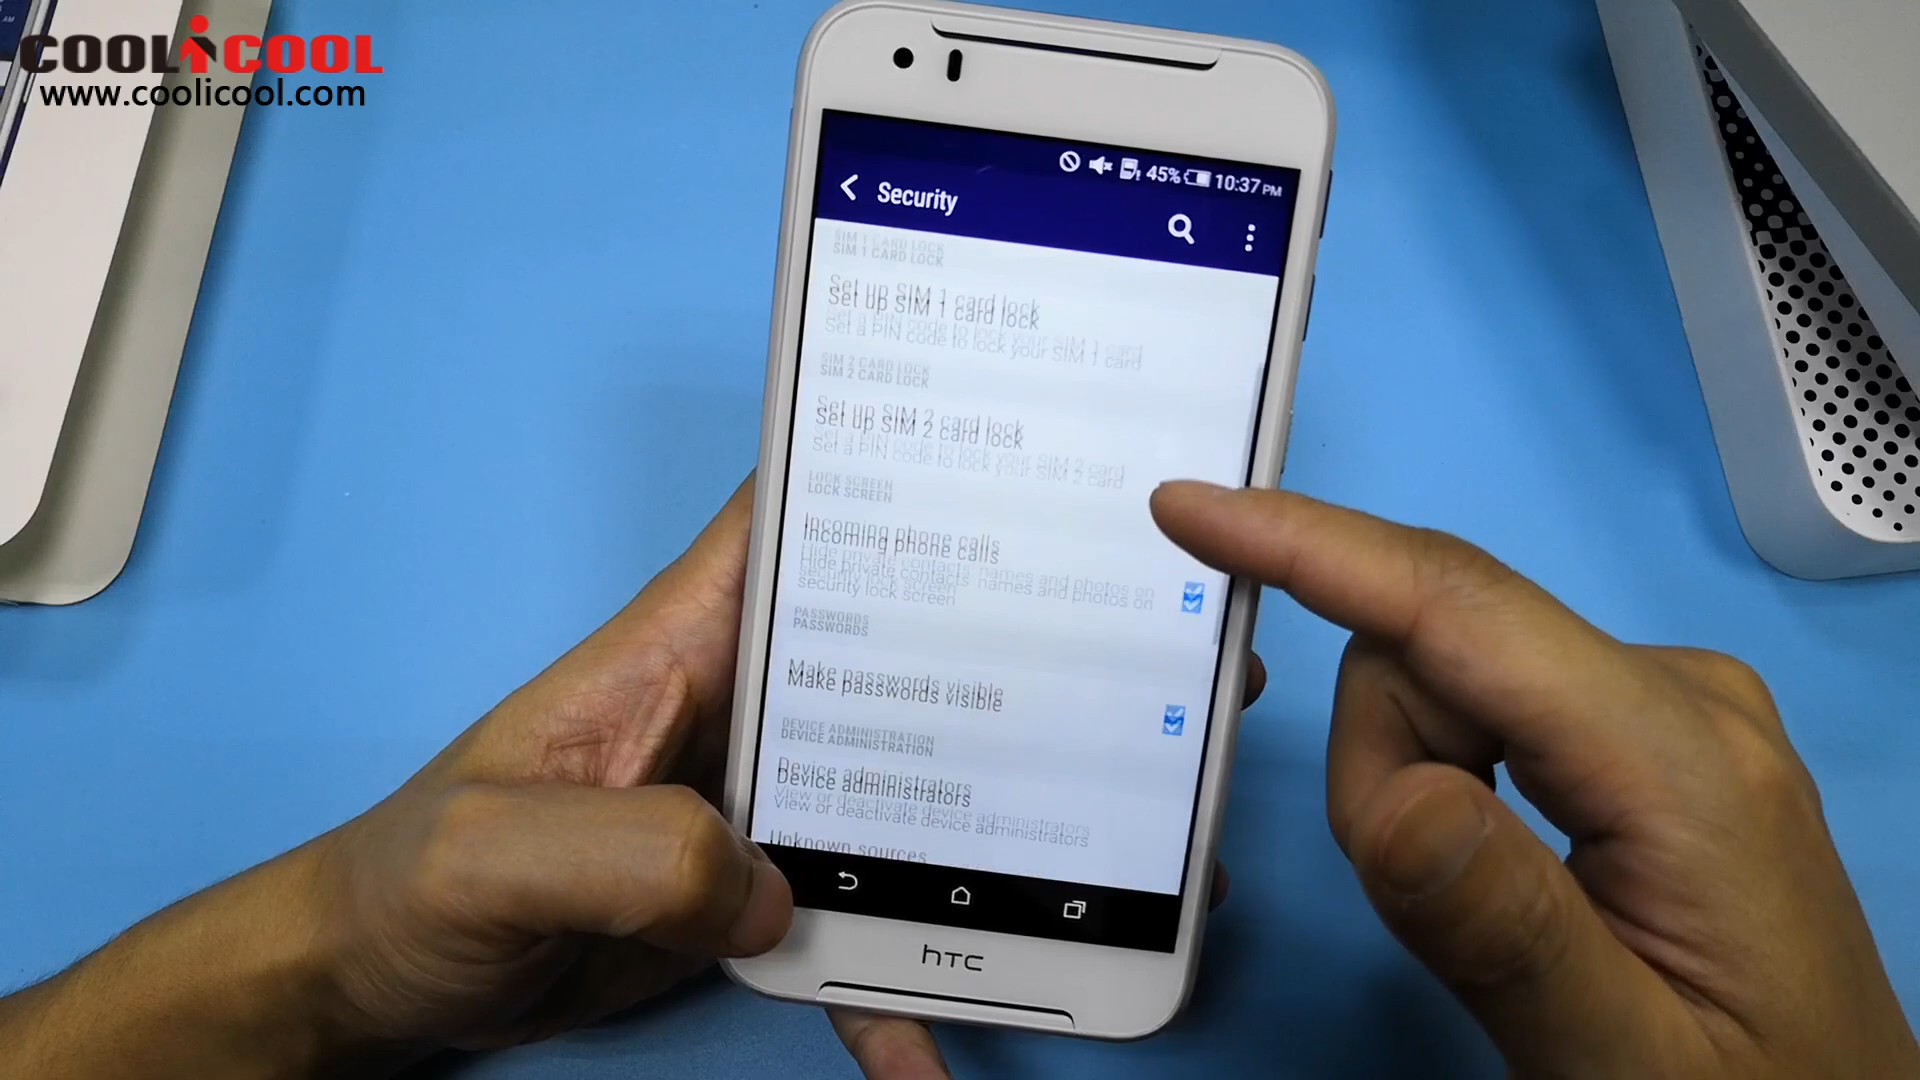 COOLiCOOL
www.coolicool.com
45% 10:37 PM
Security
SIM 1 CARD LOCK
Set up SIM 1 card lock
Set a PIN code to lock your SIM 1 card
SIM 2 CARD LOCK
Set up SIM 2 card lock
Set a PIN code to lock your SIM 2 card
LOCK SCREEN
Incoming phone calls
Hide private contacts' names and photos on
security lock screen
PASSWORDS
Make passwords visible
DEVICE ADMINISTRATION
Device administrators
View or deactivate device administrators
Unknown sources
hTC